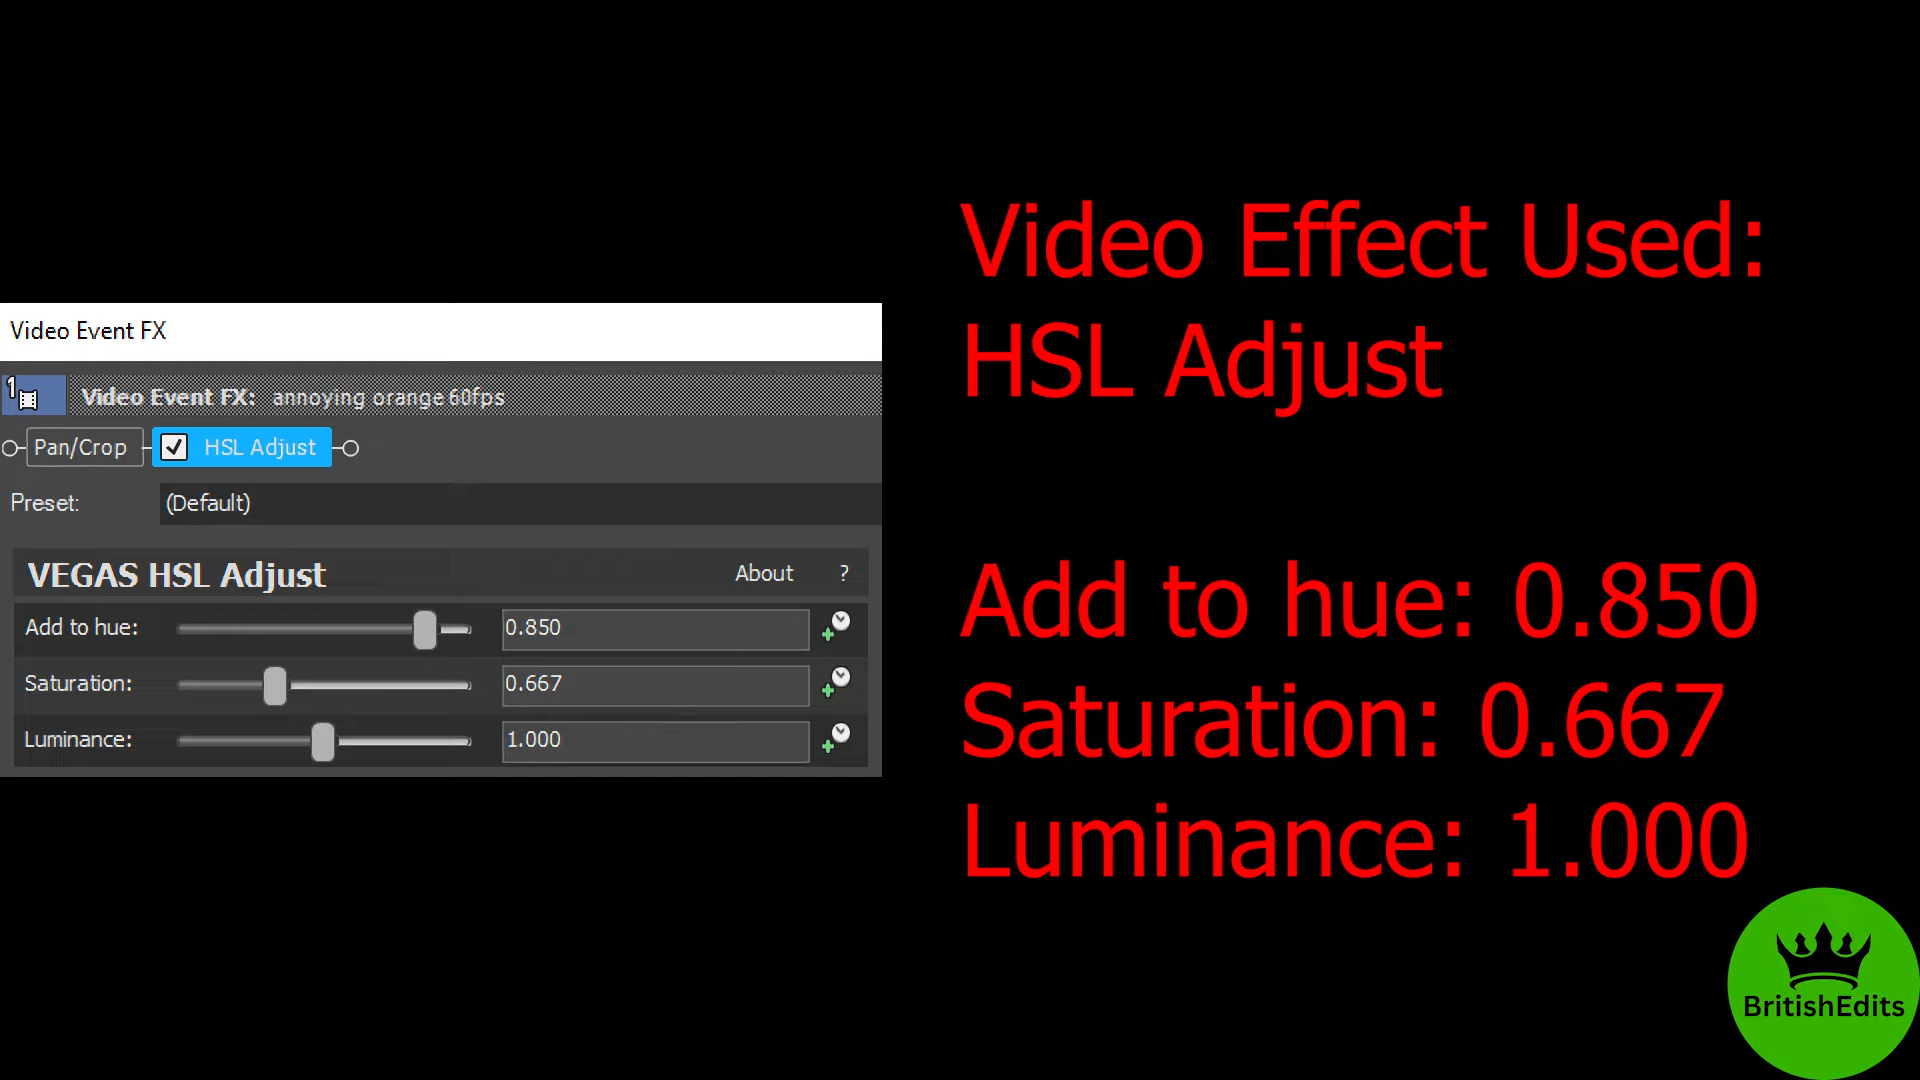 Video Event FX
1
Video Event FX: annoying orange 60fps
Pan/Crop HSL Adjust
Preset: (Default)
VEGAS HSL Adjust About ?
Add to hue: 0.850
Saturation: 0.667
Luminance: 1.000
Video Effect Used:
HSL Adjust
Add to hue: 0.850
Saturation: 0.667
Luminance: 1.000
BritishEdits